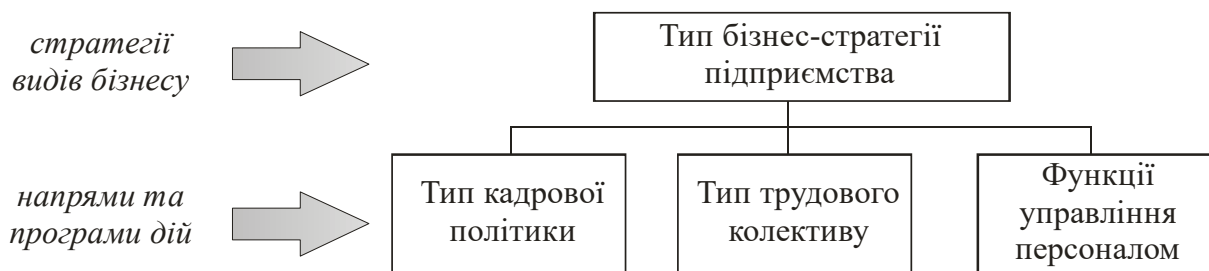 стратегії
видів бізнесу
Тип бізнес-стратегії
підприємства
напрями та
програми дій
Тип кадрової
політики
Тип трудового
колективу
Функції
управління
персоналом